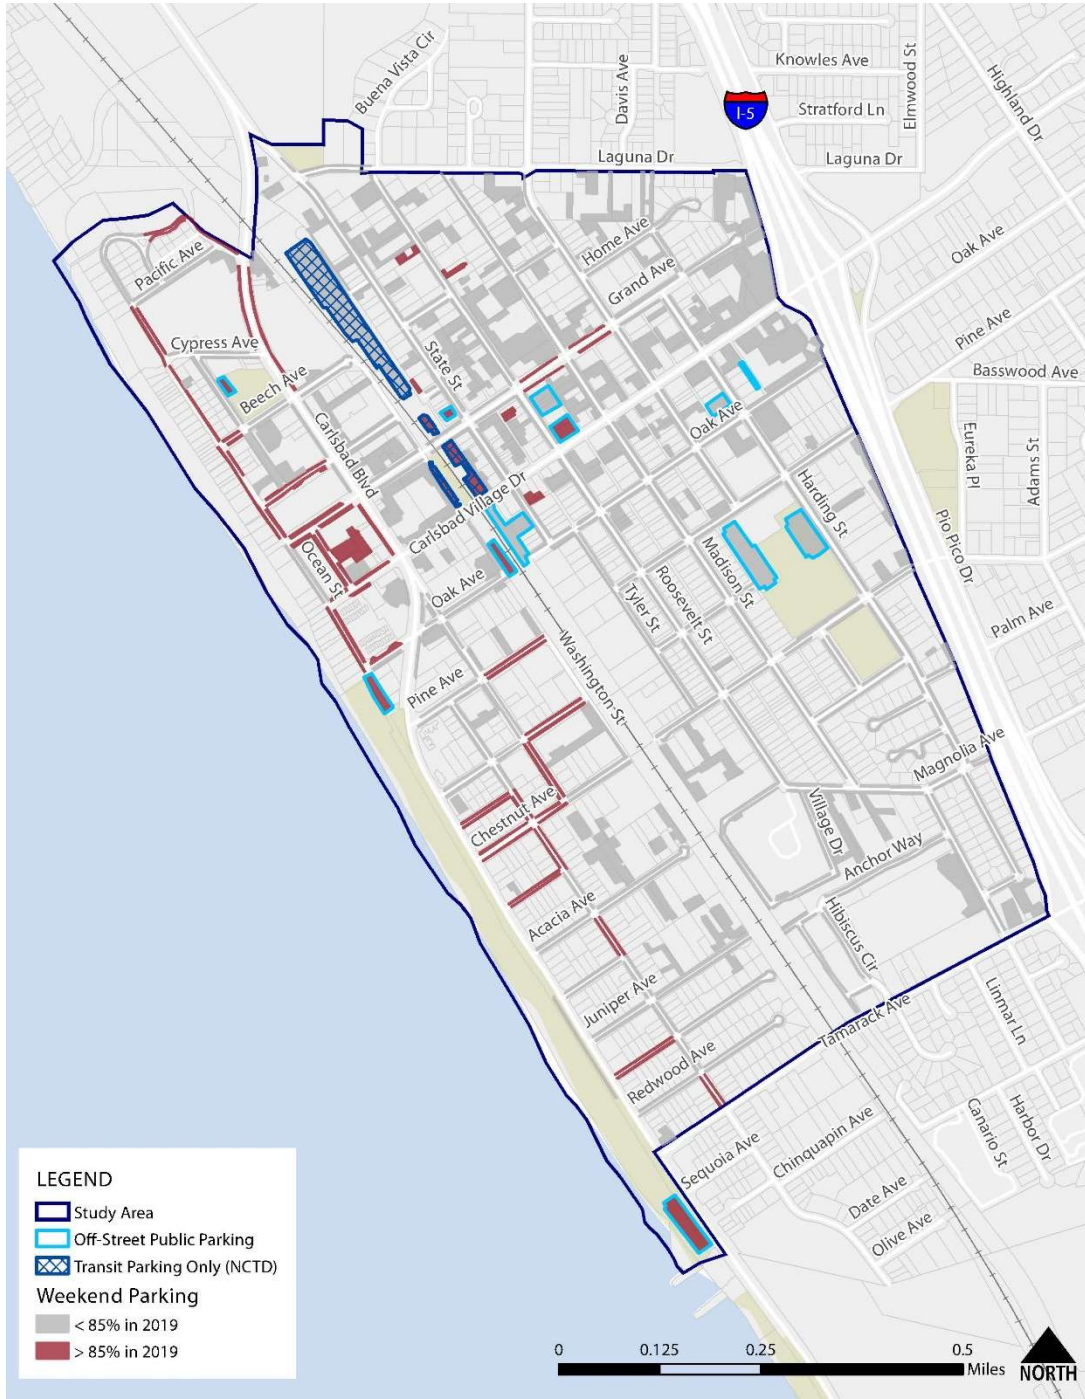 Buena Vista Cir
Davis Ave
Knowles Ave
Elmwood St
Highland Dr
I-5
Stratford Ln
Laguna Dr
Laguna Dr
Home Ave
Oak Ave
Pacific Ave
Grand Ave
Pine Ave
Cypress Ave
State St
Basswood Ave
Beech Ave
Oak Ave
Carlsbad Blvd
Eureka Pl
Adams St
Harding St
Carlsbad Village Dr
Pio Pico Dr
Ocean St
Oak Ave
Madison St
Roosevelt St
Tyler St
Palm Ave
Washington St
Pine Ave
Magnolia Ave
Chestnut Ave
Village Dr
Anchor Way
Acacia Ave
Hibiscus Cir
Juniper Ave
Linmar Ln
Tamarack Ave
Redwood Ave
Canario St
Harbor Dr
Sequoia Ave
Chinquapin Ave
Date Ave
Olive Ave
LEGEND
Study Area
Off-Street Public Parking
Transit Parking Only (NCTD)
Weekend Parking
< 85% in 2019
> 85% in 2019
0 0.125 0.25 0.5
Miles
NORTH